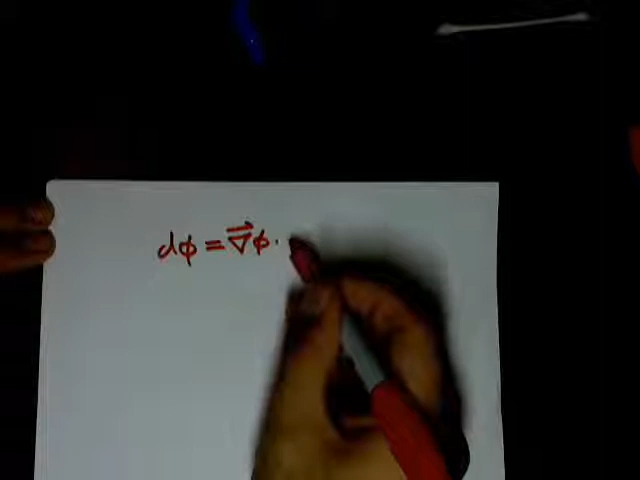 dϕ = ∇⃗ϕ ·